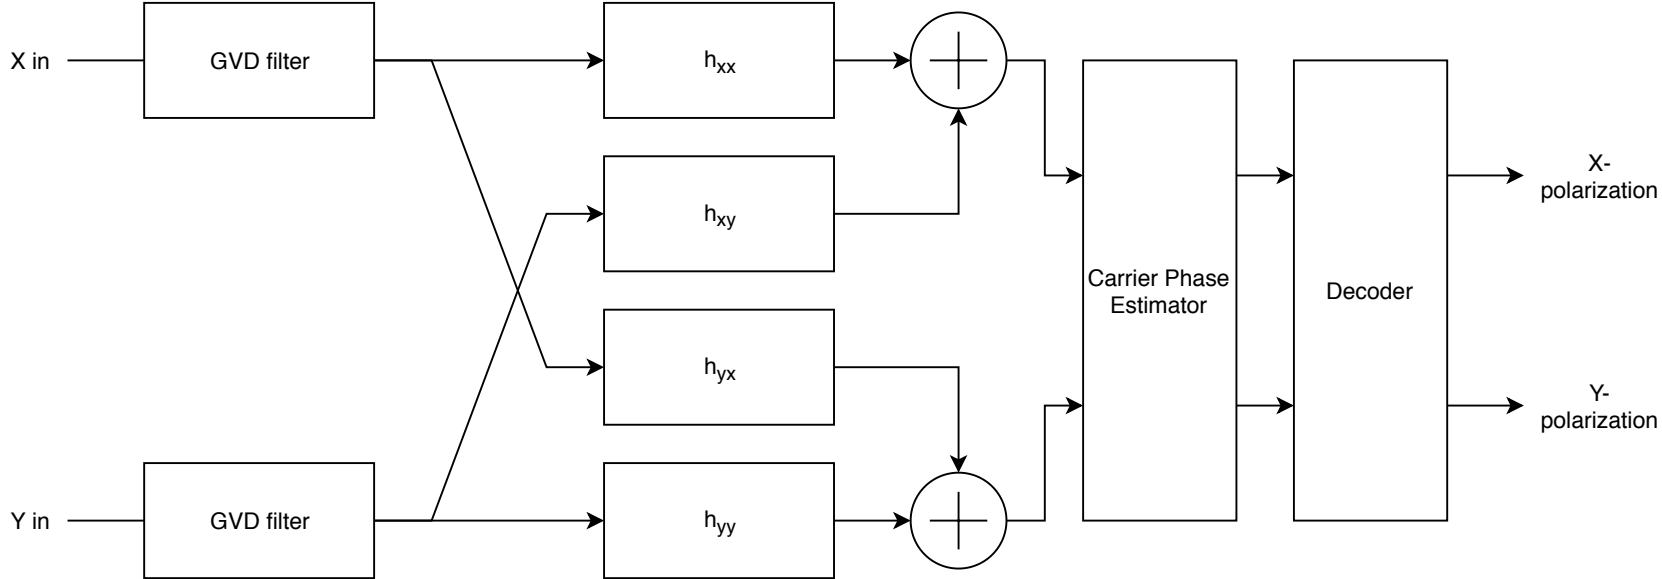 X in
GVD filter
h_xx
h_xy
h_yx
h_yy
Y in
GVD filter
Carrier Phase
Estimator
Decoder
X-
polarization
Y-
polarization